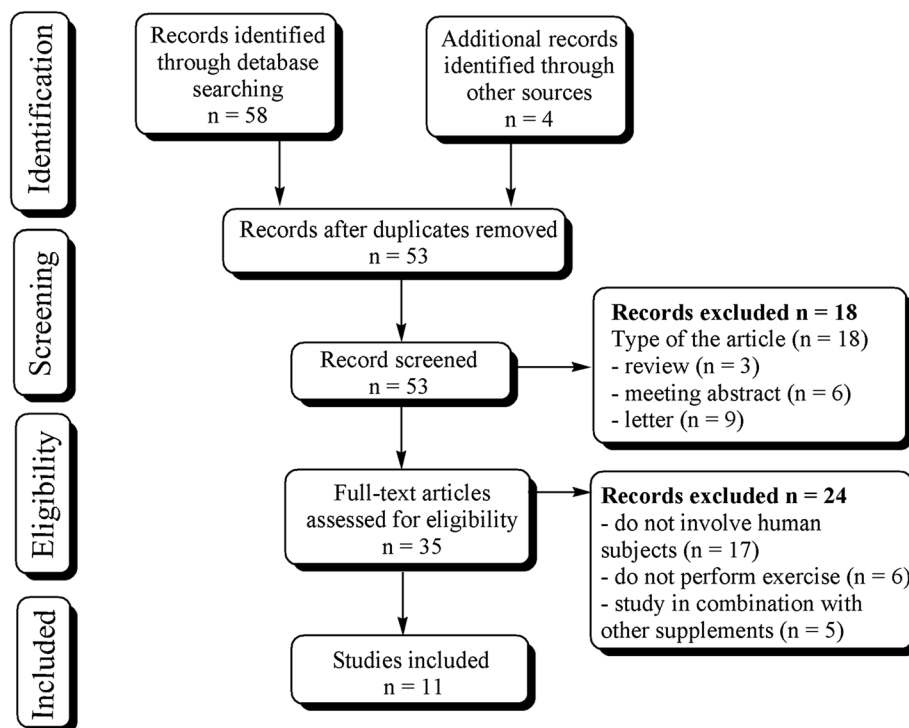 Identification
Records identified
through detabase
searching
n = 58
Additional records
identified through
other sources
n = 4
Records after duplicates removed
n = 53
Screening
Record screened
n = 53
Records excluded n = 18
Type of the article (n = 18)
- review (n = 3)
- meeting abstract (n = 6)
- letter (n = 9)
Eligibility
Full-text articles
assessed for eligibility
n = 35
Records excluded n = 24
- do not involve human
subjects (n = 17)
- do not perform exercise (n = 6)
- study in combination with
other supplements (n = 5)
Included
Studies included
n = 11